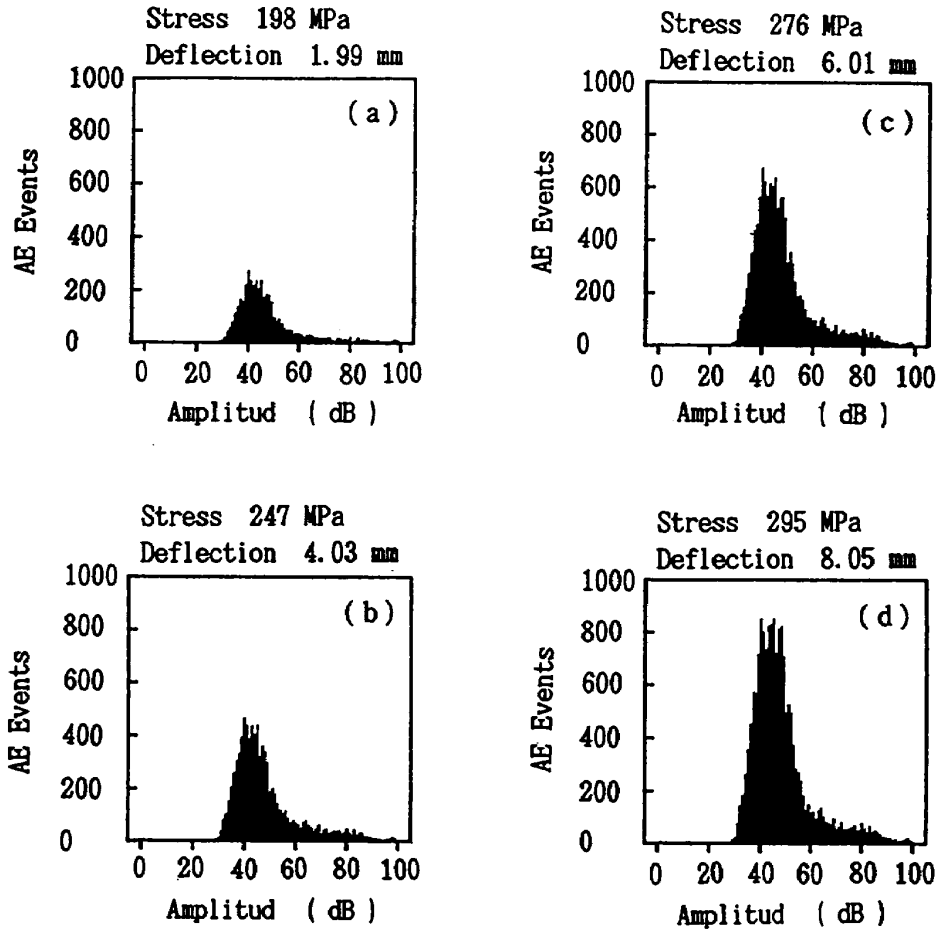 Stress 198 MPa
Deflection 1.99 mm
(a)
1000
800
600
400
200
0
AE Events
0 20 40 60 80 100
Amplitud (dB)
Stress 276 MPa
Deflection 6.01 mm
(c)
1000
800
600
400
200
0
AE Events
0 20 40 60 80 100
Amplitud (dB)
Stress 247 MPa
Deflection 4.03 mm
(b)
1000
800
600
400
200
0
AE Events
0 20 40 60 80 100
Amplitud (dB)
Stress 295 MPa
Deflection 8.05 mm
(d)
1000
800
600
400
200
0
AE Events
0 20 40 60 80 100
Amplitud (dB)